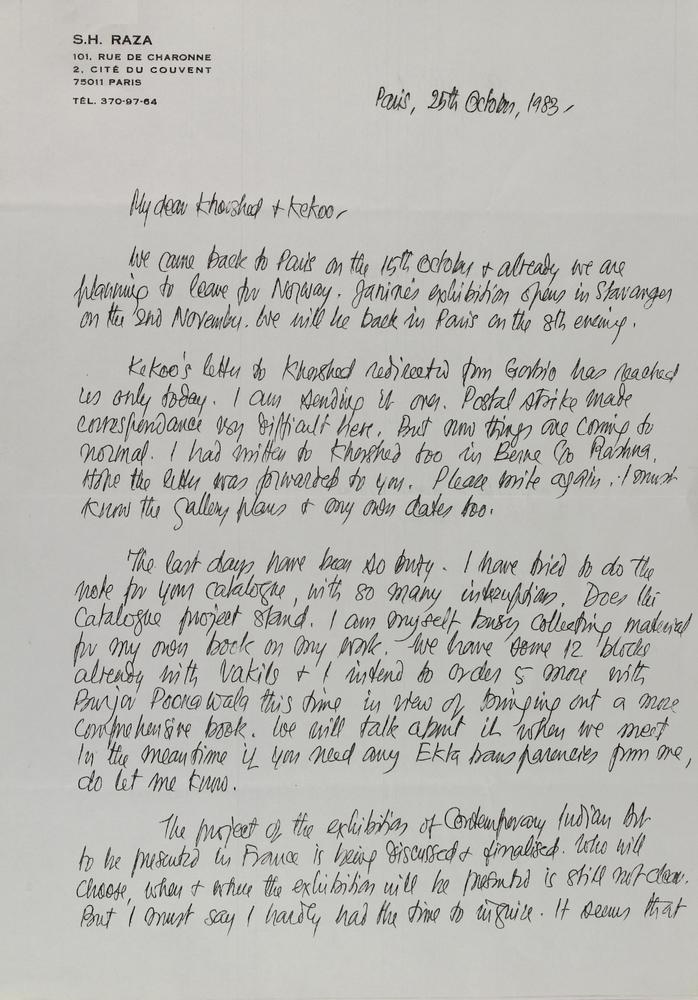 S.H. RAZA
101, RUE DE CHARONNE
2, CITÉ DU COUVENT
75011 PARIS
TÉL. 370-97-64
Paris, 25th October, 1983,
My dear Khorshed & Kekoo,
We came back to Paris on the 15th October & already we are
planning to leave for Norway. Janine's exhibition opens in Stavanger
on the 2nd November. We will be back in Paris on the 8th evening.
Kekoo's letter to Khorshed redirected from Gorbio has reached
us only today. I am sending it over. Postal strike made
correspondance very difficult here. But now things are coming to
normal. I had written to Khorshed too in Berne C/o Rashna.
Hope the letter was forwarded to you. Please write again. I must
know the gallery plans & my own dates too.
The last days have been so busy. I have tried to do the
note for your catalogue, with so many interruptions. Does the
Catalogue project stand. I am myself busy collecting material
for my own book on my work. We have some 12 blocks
already with Vakils & I intend to order 5 more with
Burjor Poonawala this time in view of bringing out a more
comprehensive book. We will talk about it when we meet
In the meantime if you need any Ekta transparencies from me,
do let me know.
The project of the exhibition of Contemporary Indian Art
to be presented in France is being discussed & finalised. Who will
choose, when & where the exhibition will be presented is still not clear.
But I must say I hardly had the time to inquire. It seems that